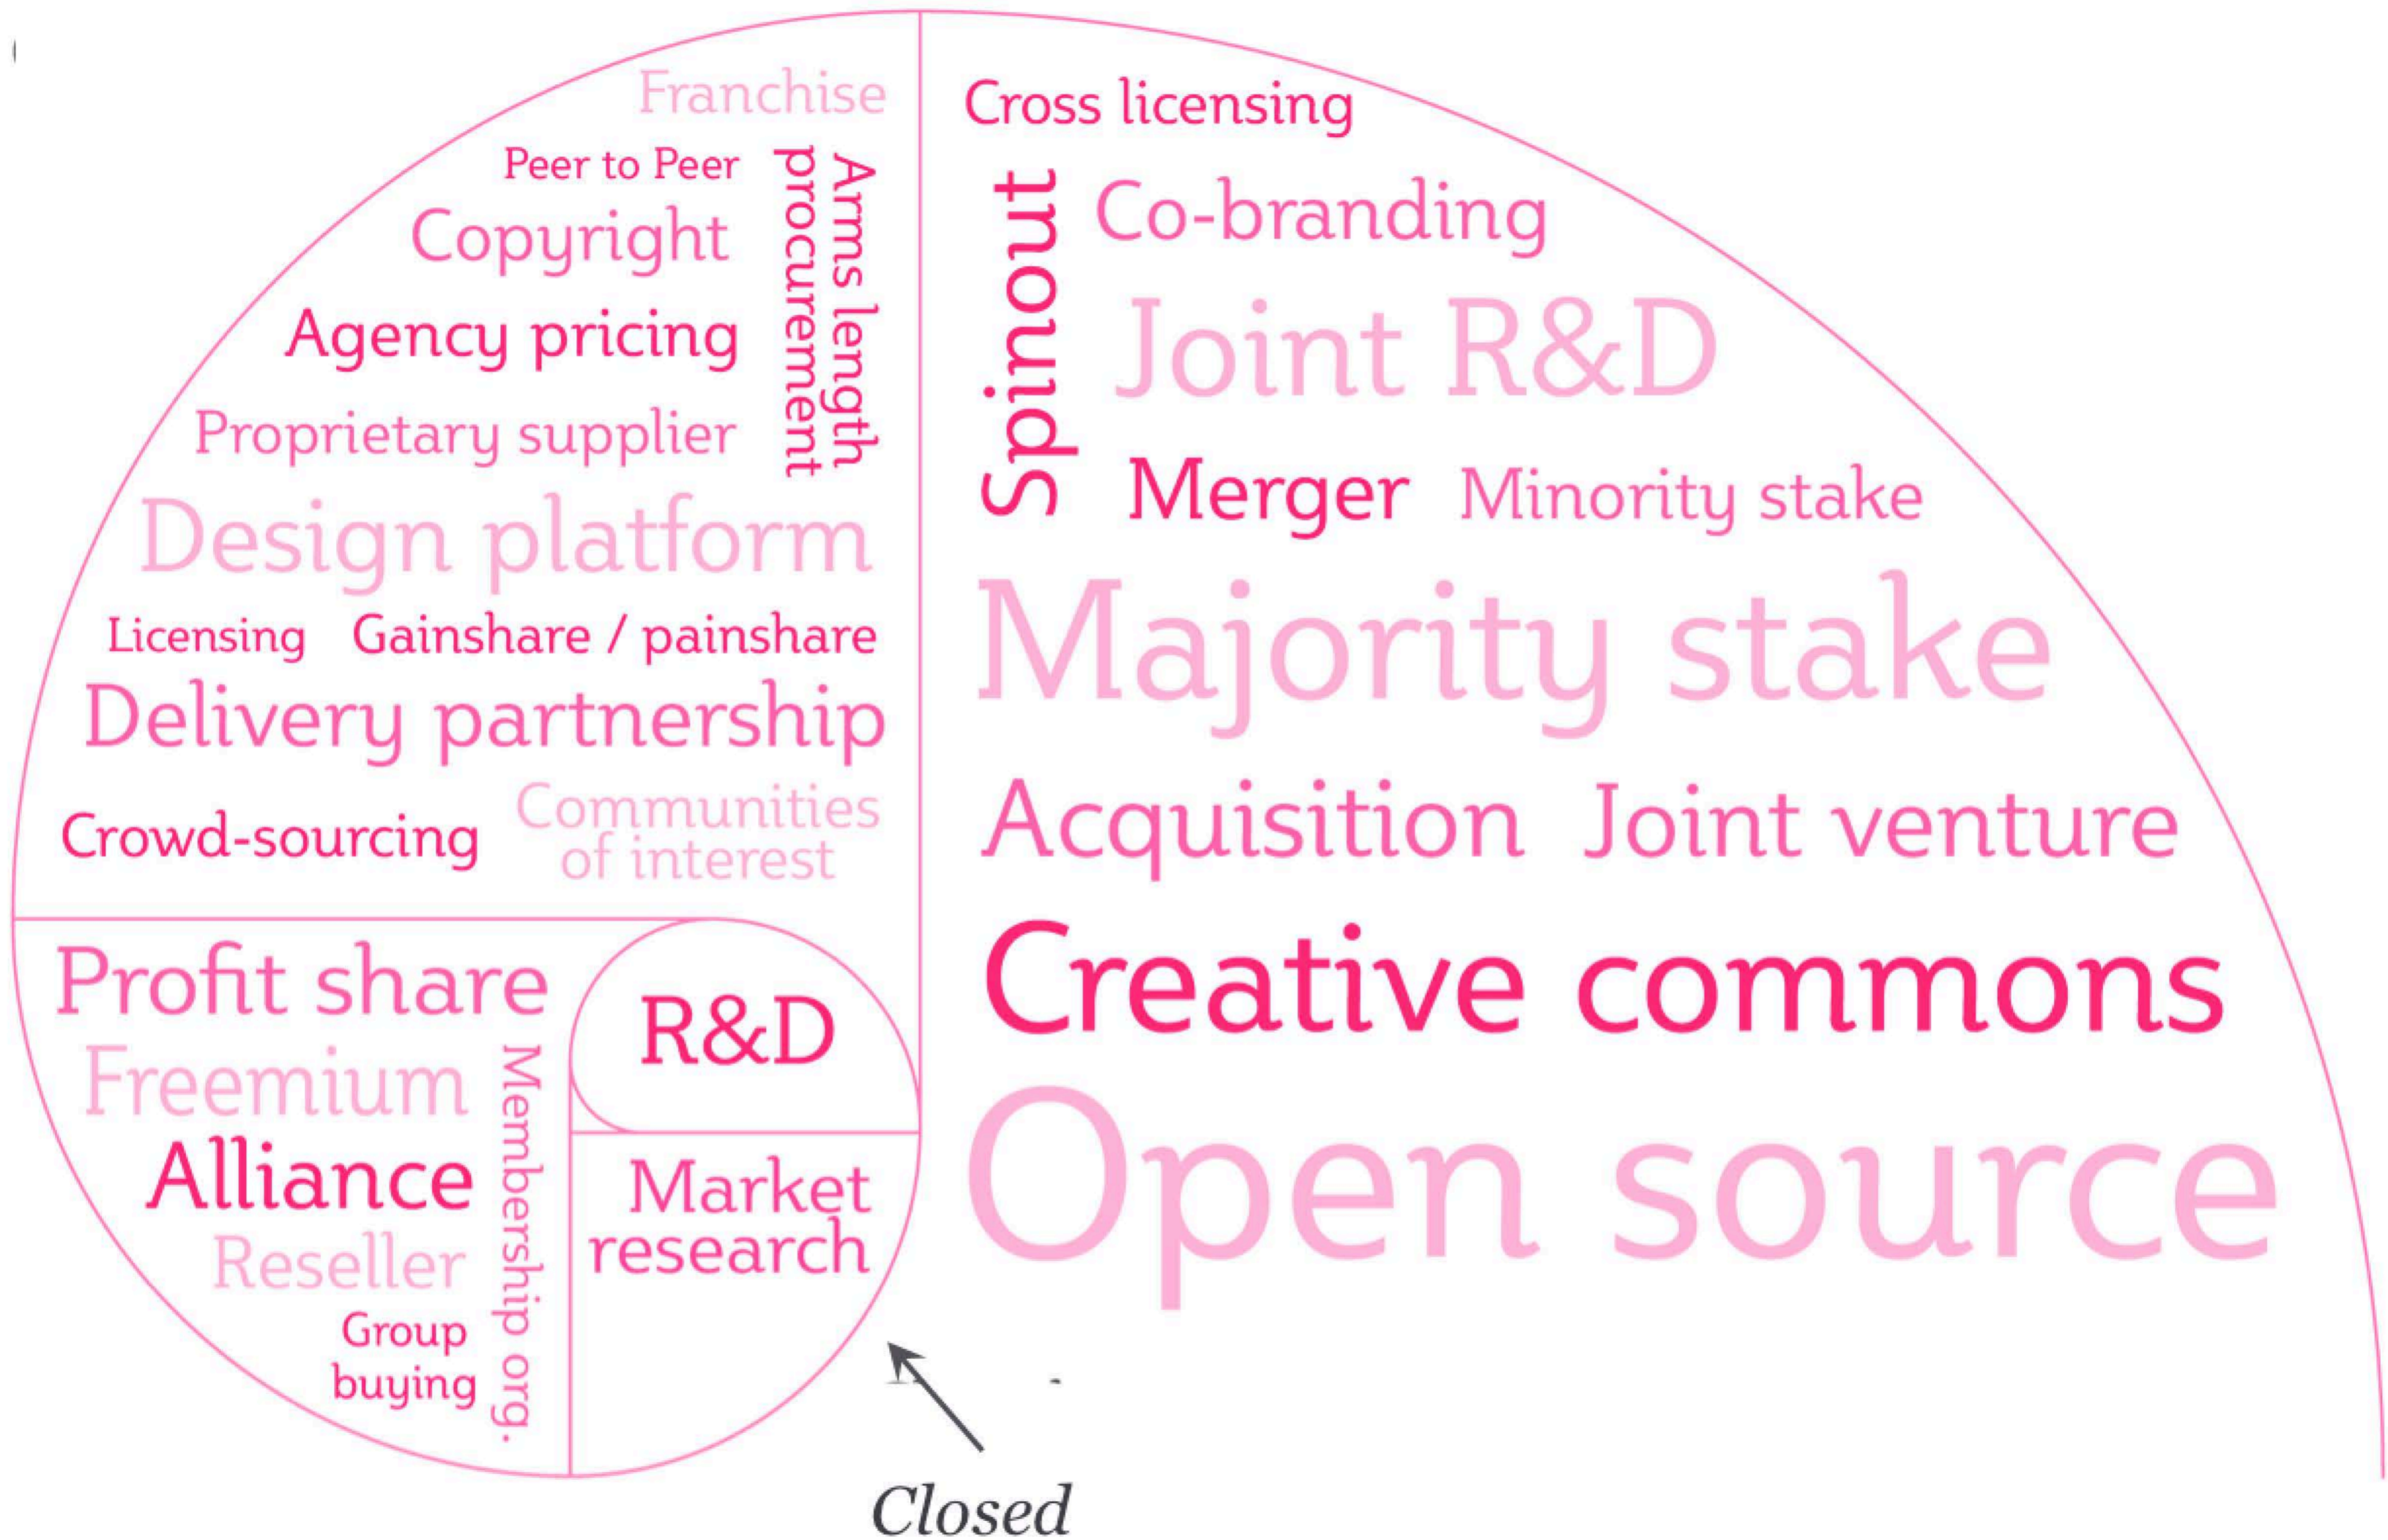 Franchise
Peer to Peer
Arms length
procurement
Copyright
Agency pricing
Proprietary supplier
Design platform
Licensing
Gainshare / painshare
Delivery partnership
Crowd-sourcing
Communities
of interest
Cross licensing
Spinout
Co-branding
Joint R&D
Merger
Minority stake
Majority stake
Acquisition
Joint venture
Creative commons
Open source
Profit share
Freemium
Membership org.
Alliance
Reseller
Group
buying
R&D
Market
research
Closed